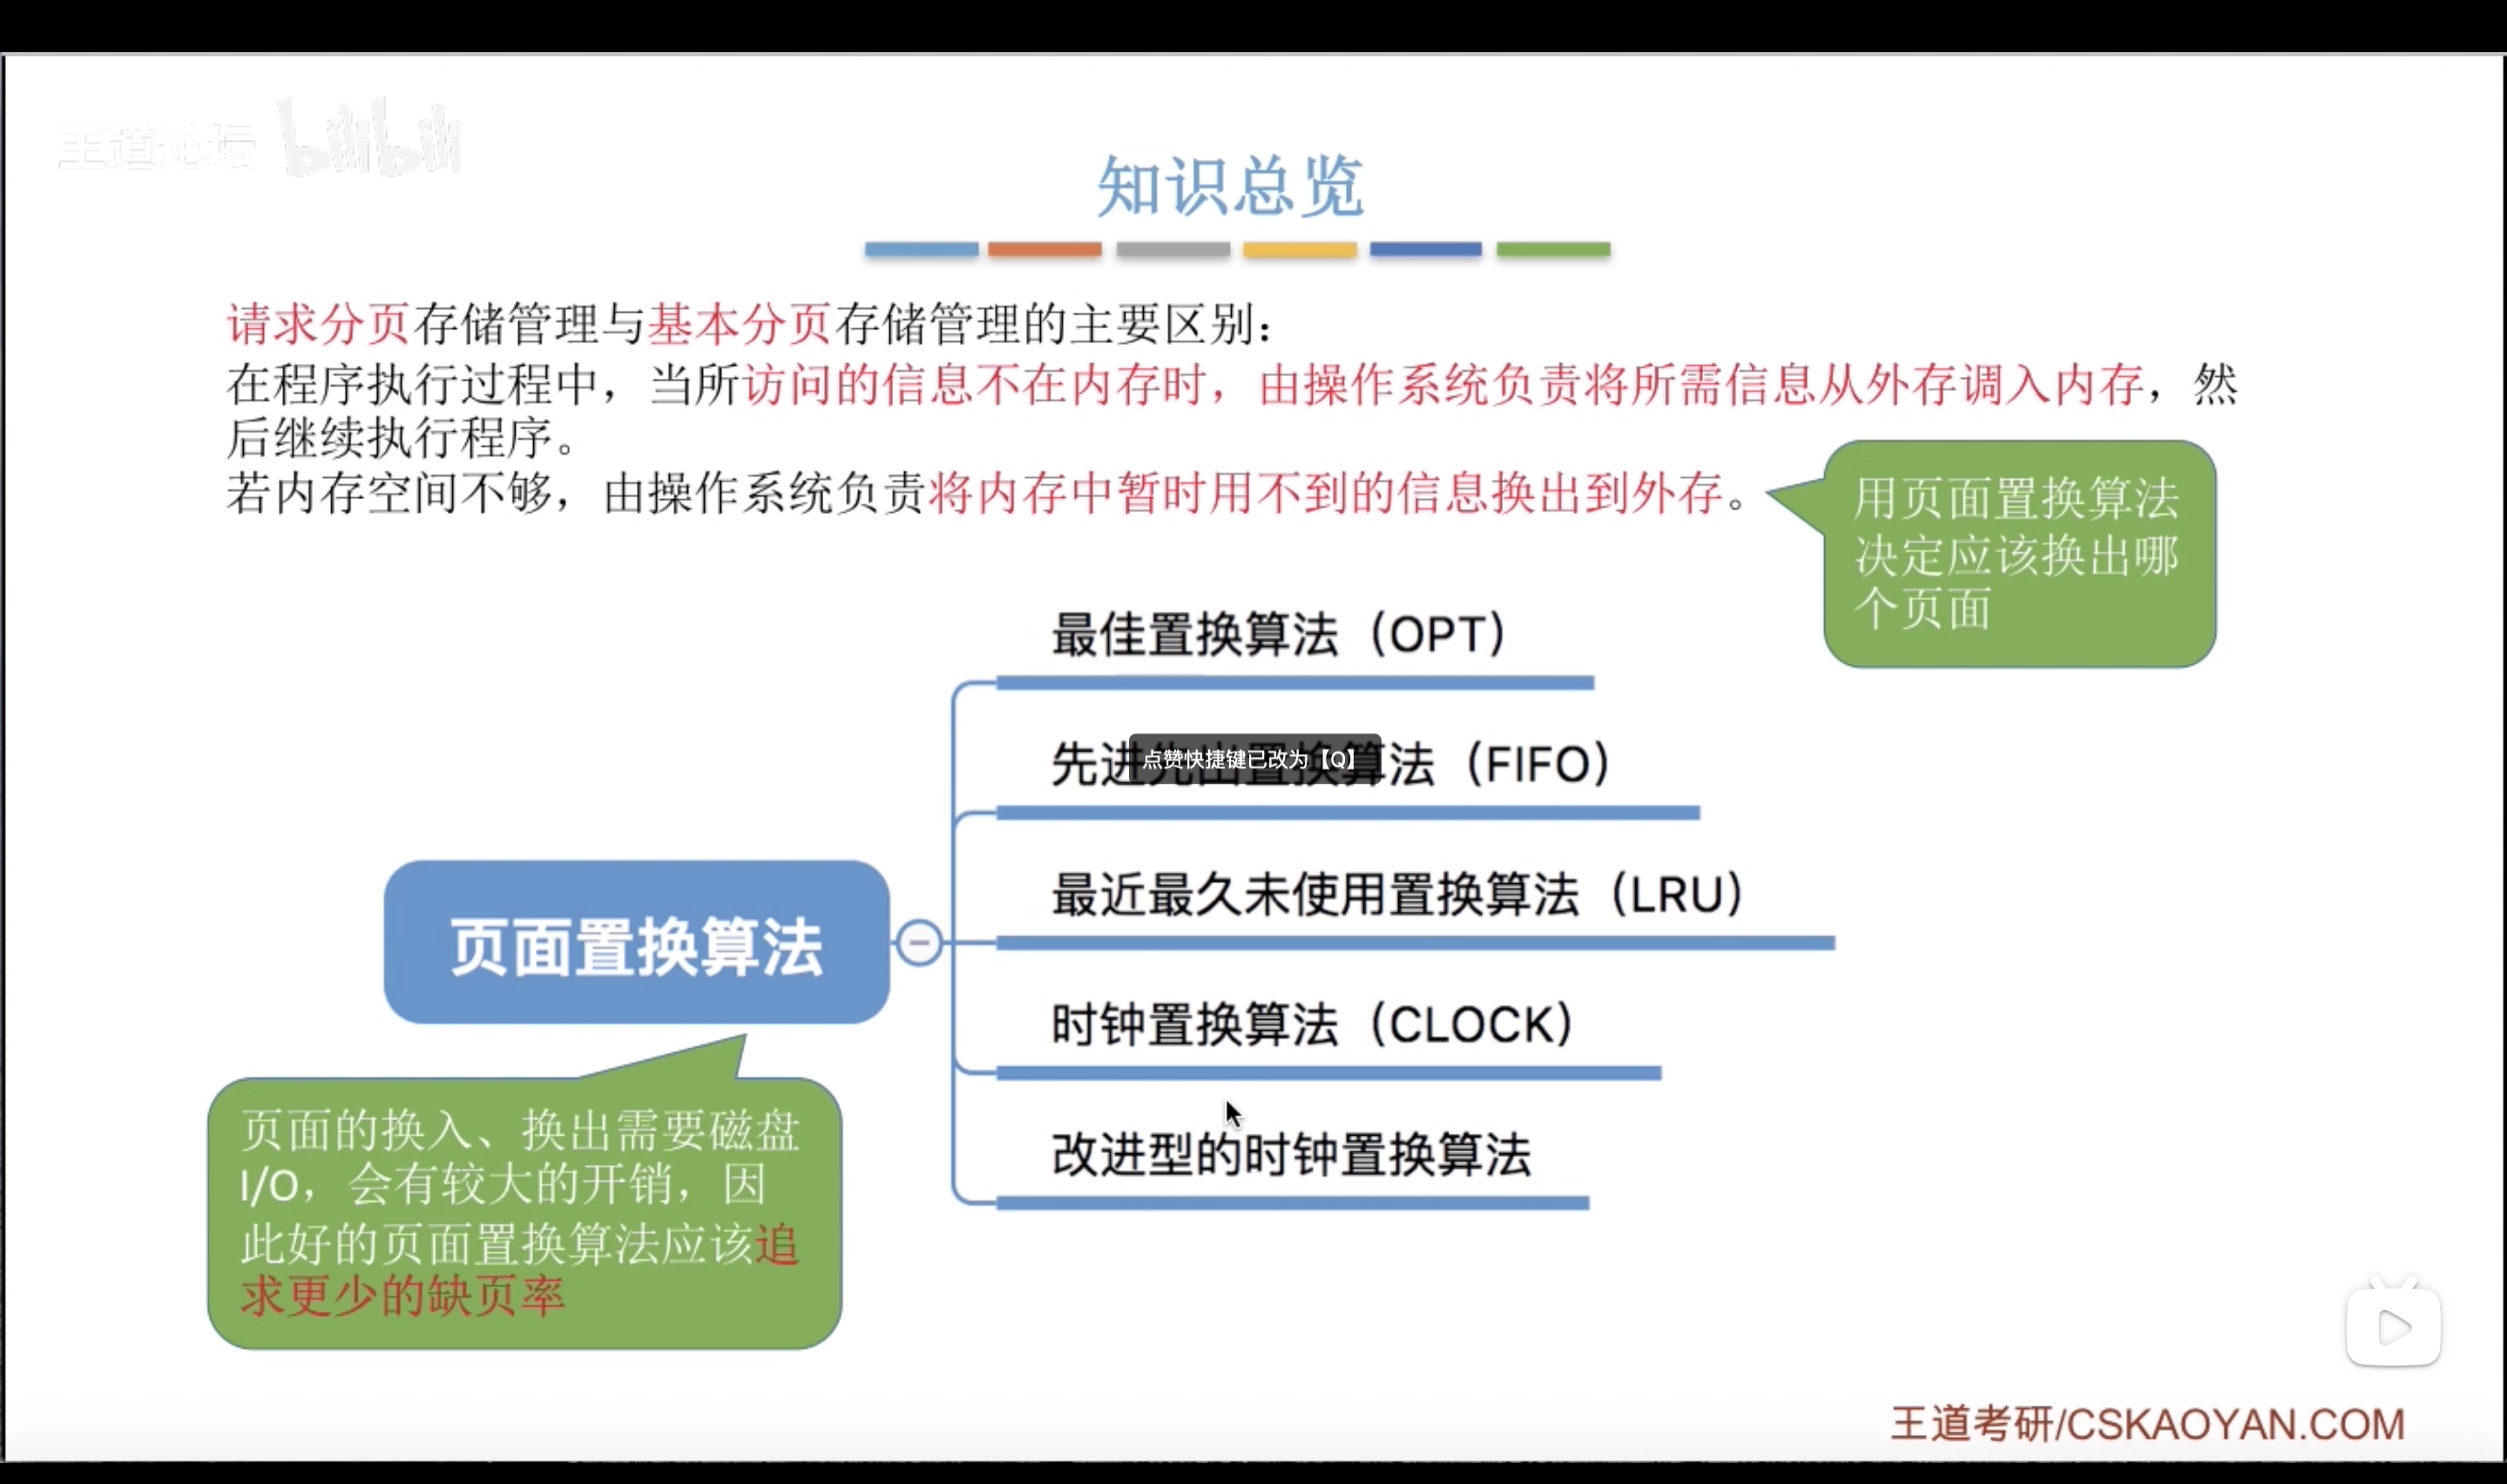 王道论坛 bilibili
知识总览
请求分页存储管理与基本分页存储管理的主要区别：
在程序执行过程中，当所访问的信息不在内存时，由操作系统负责将所需信息从外存调入内存，然
后继续执行程序。
若内存空间不够，由操作系统负责将内存中暂时用不到的信息换出到外存。
用页面置换算法
决定应该换出哪
个页面
最佳置换算法（OPT）
先进先出置换算法（FIFO）
点赞快捷键已改为【Q】
最近最久未使用置换算法（LRU）
页面置换算法
时钟置换算法（CLOCK）
改进型的时钟置换算法
页面的换入、换出需要磁盘
I/O，会有较大的开销，因
此好的页面置换算法应该追
求更少的缺页率
王道考研/CSKAOYAN.COM